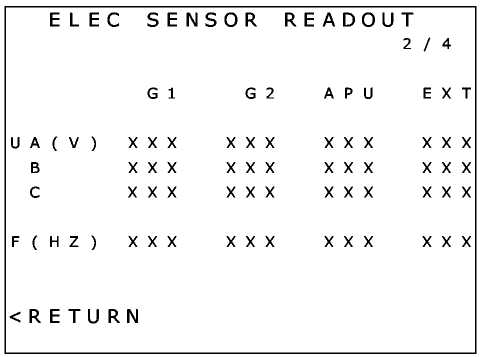 ELEC SENSOR READOUT
2/4
G1 G2 APU EXT
UA(V) XXX XXX XXX XXX
B XXX XXX XXX XXX
C XXX XXX XXX XXX
F(HZ) XXX XXX XXX XXX
<RETURN